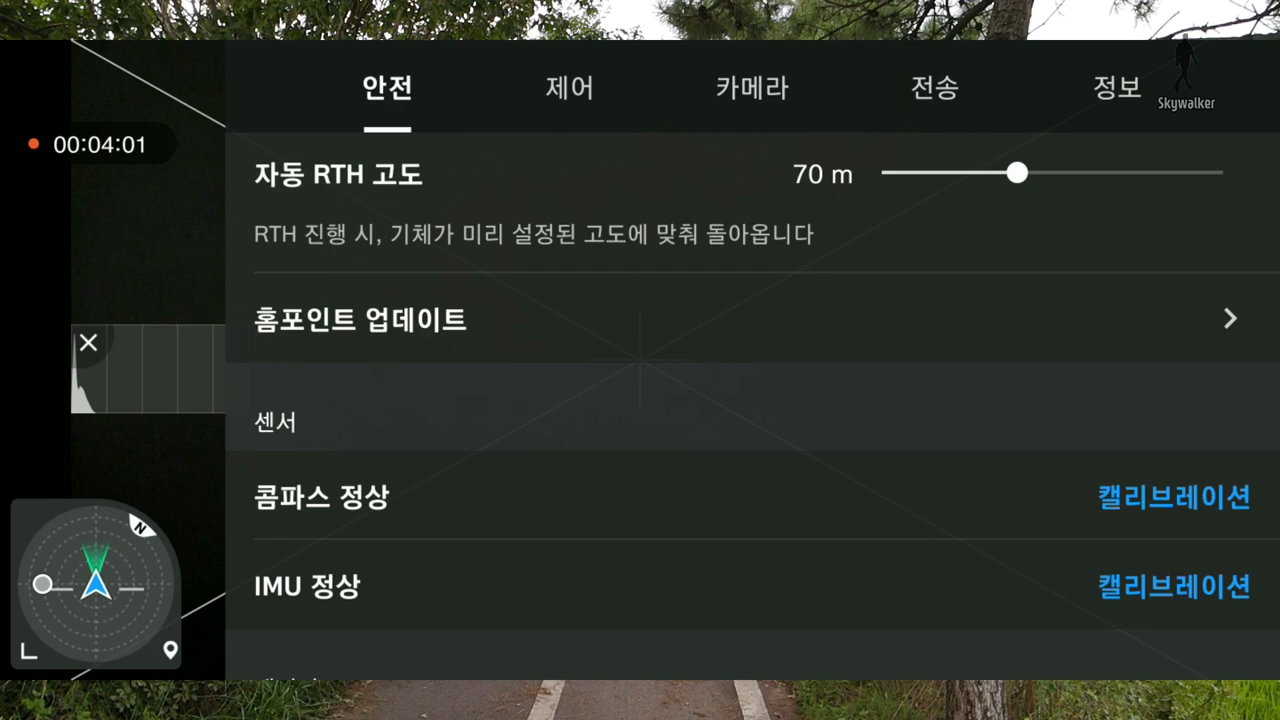 안전 제어 카메라 전송 정보
Skywalker
00:04:01
자동 RTH 고도 70 m
RTH 진행 시, 기체가 미리 설정된 고도에 맞춰 돌아옵니다
홈포인트 업데이트
센서
콤파스 정상 캘리브레이션
IMU 정상 캘리브레이션
N